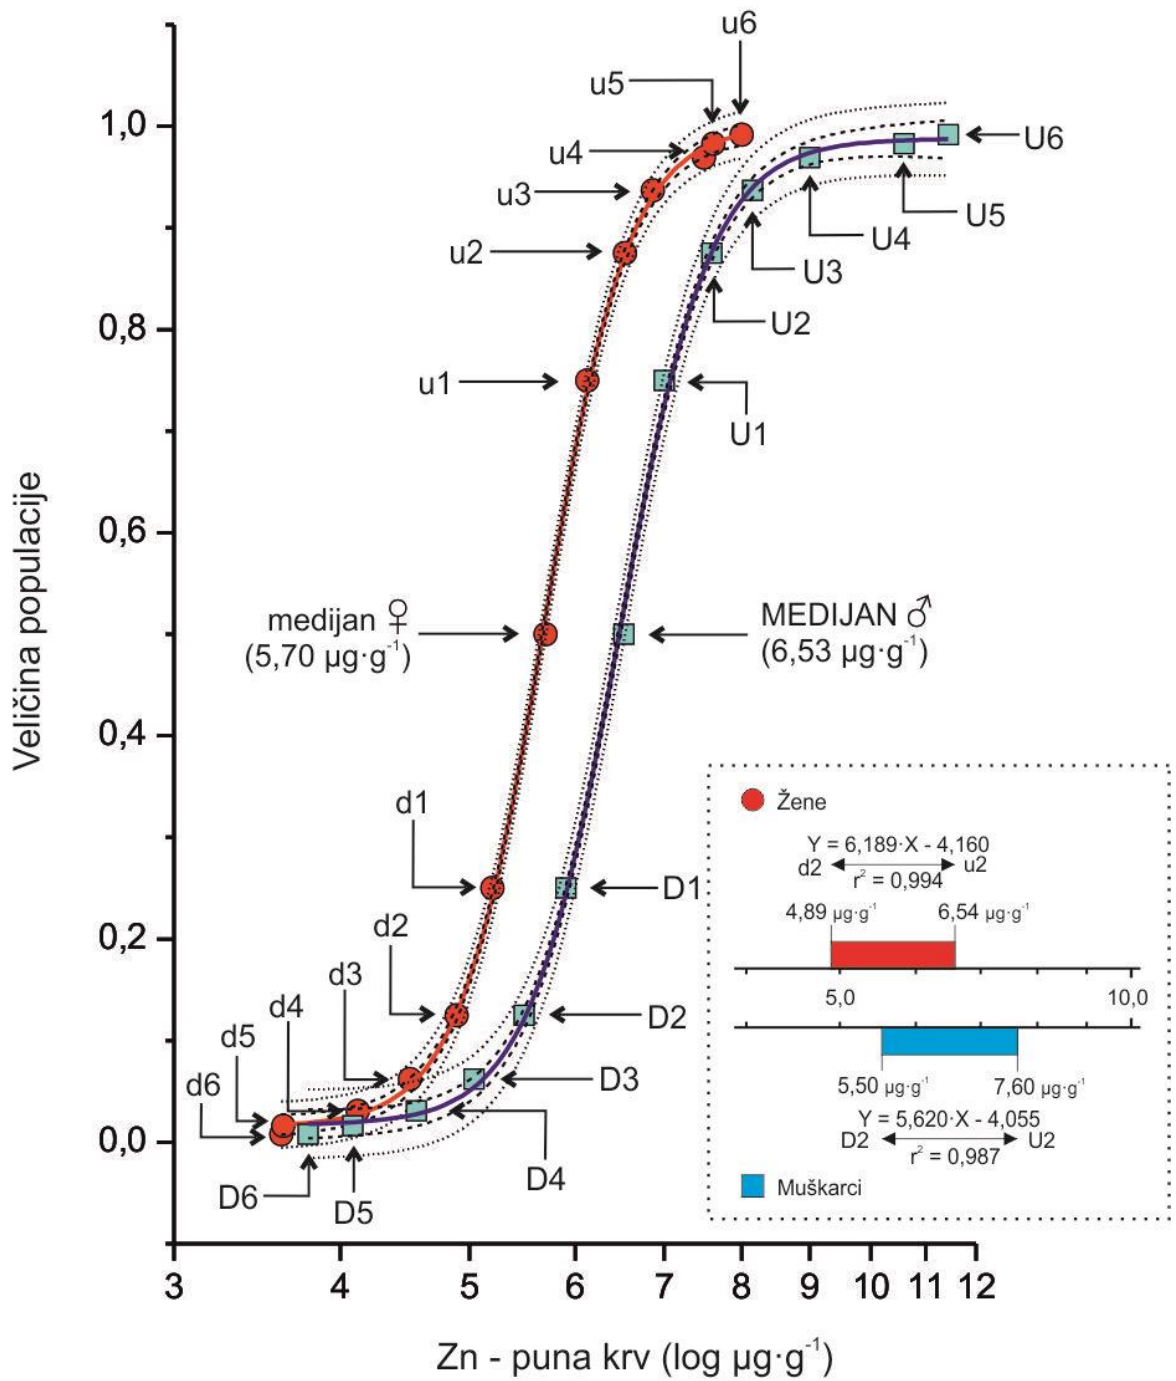 u6
u5
1,0
u4
U6
u3
U5
U4
u2
U3
0,8
U2
u1
U1
Veličina populacije
0,6
medijan ♀
(5,70 µg·g⁻¹)
MEDIJAN ♂
(6,53 µg·g⁻¹)
0,4
d1
D1
d2
0,2
d3
D2
d4
d5
D3
d6
0,0
D4
D6
D5
Žene
Y = 6,189·X - 4,160
d2 u2
r² = 0,994
4,89 µg·g⁻¹ 6,54 µg·g⁻¹
5,0 10,0
5,50 µg·g⁻¹ 7,60 µg·g⁻¹
Y = 5,620·X - 4,055
D2 U2
r² = 0,987
Muškarci
3 4 5 6 7 8 9 10 11 12
Zn - puna krv (log µg·g⁻¹)